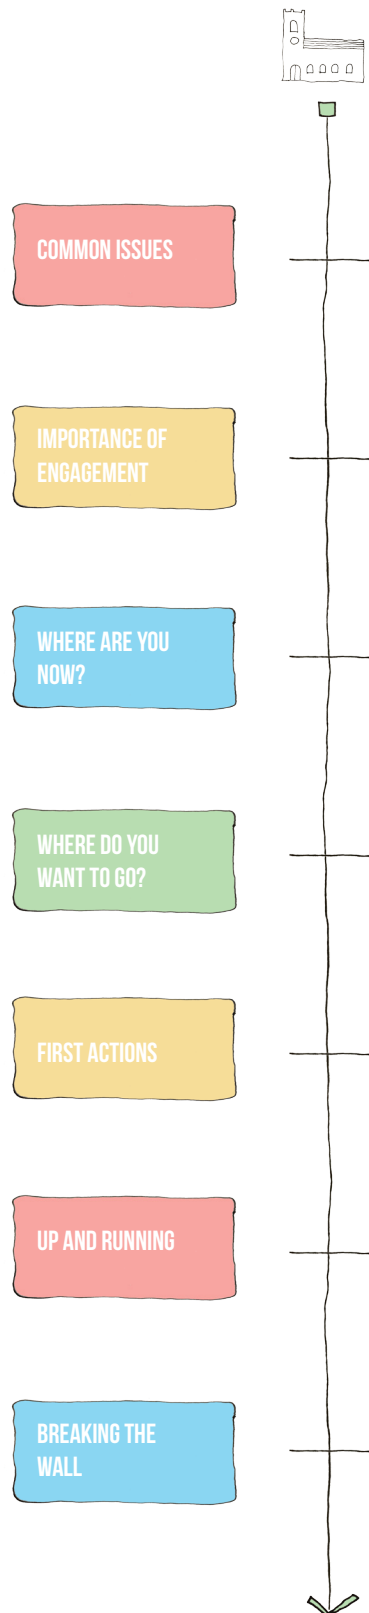 COMMON ISSUES
IMPORTANCE OF
ENGAGEMENT
WHERE ARE YOU
NOW?
WHERE DO YOU
WANT TO GO?
FIRST ACTIONS
UP AND RUNNING
BREAKING THE
WALL